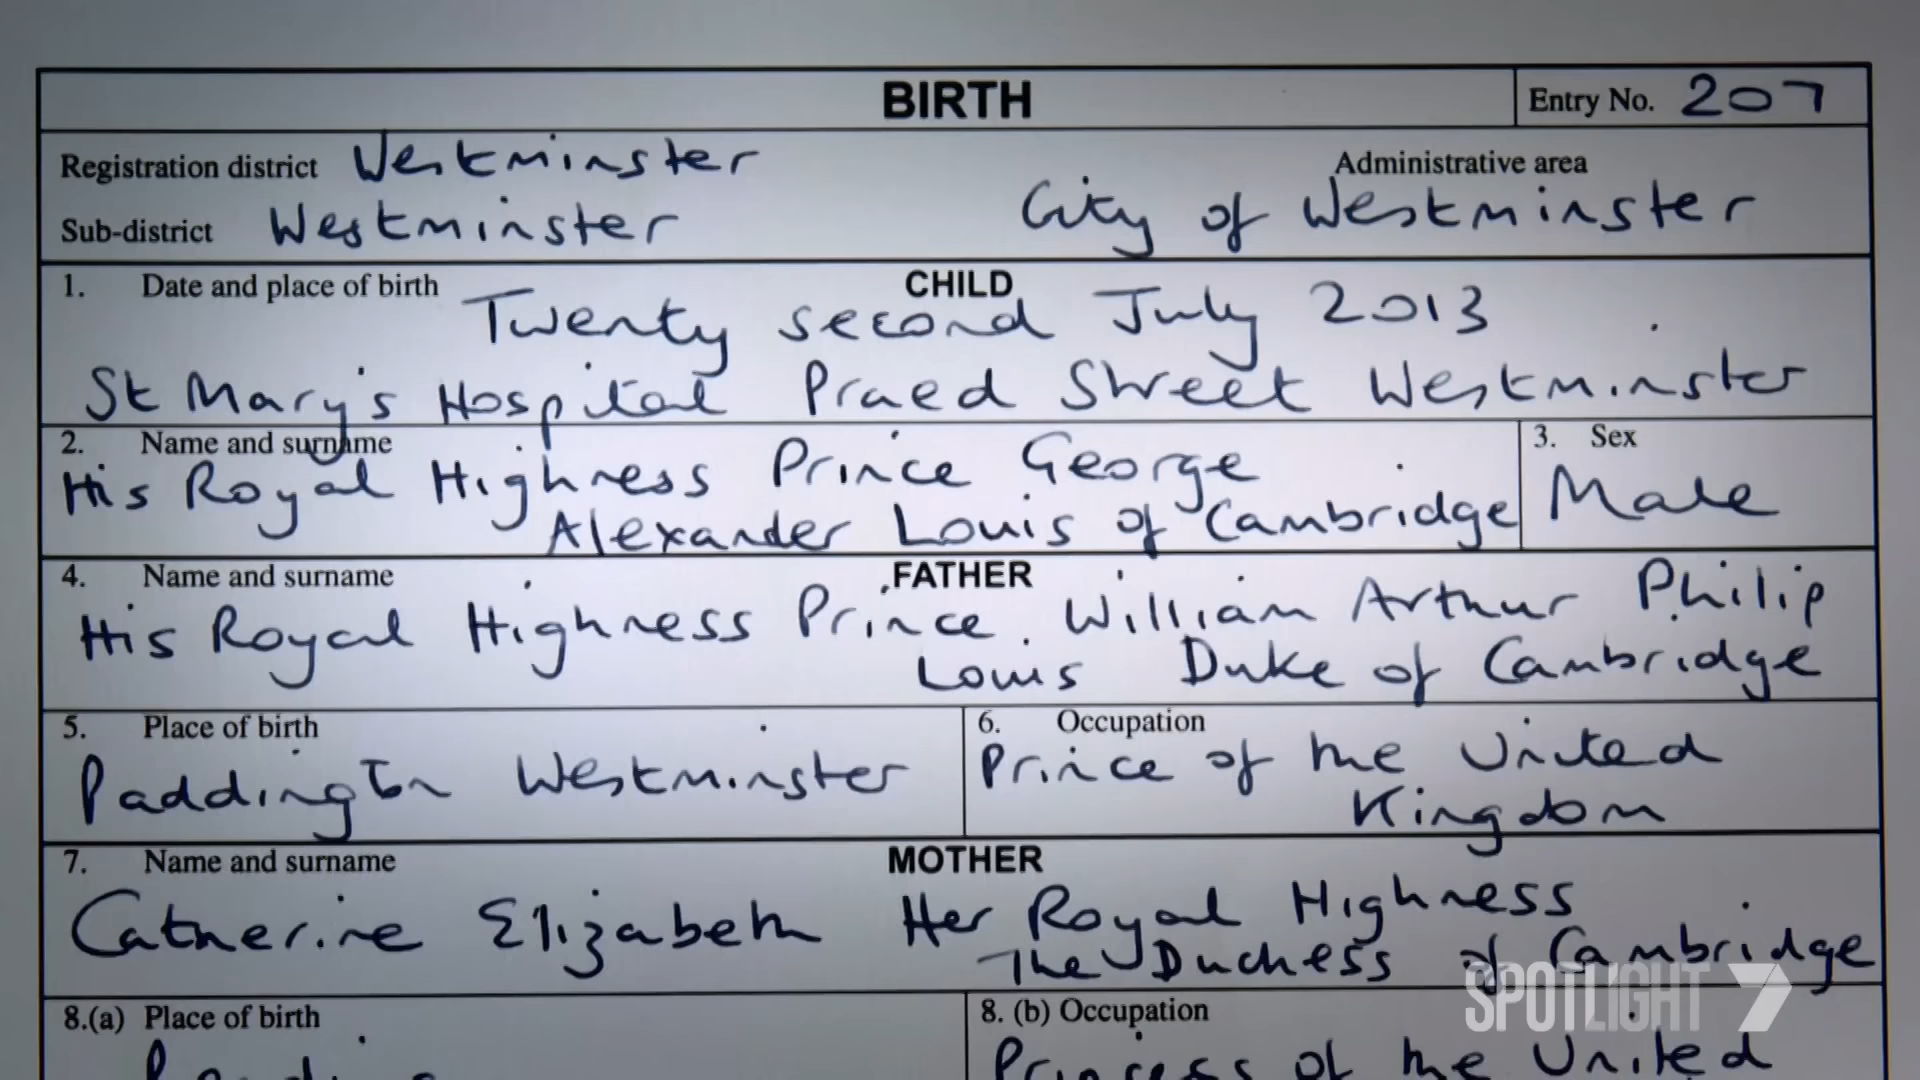 BIRTH
Entry No. 207
Registration district Westminster
Administrative area
Sub-district Westminster
City of Westminster
1. Date and place of birth
CHILD
Twenty second July 2013
St Mary's Hospital Praed Street Westminster
2. Name and surname
His Royal Highness Prince George
Alexander Louis of Cambridge
3. Sex
Male
4. Name and surname
FATHER
His Royal Highness Prince William Arthur Philip
Louis Duke of Cambridge
5. Place of birth
Paddington Westminster
6. Occupation
Prince of the United
Kingdom
7. Name and surname
MOTHER
Catherine Elizabeth Her Royal Highness
The Duchess of Cambridge
SPOTLIGHT 7
8.(a) Place of birth
8. (b) Occupation
Princess of the United